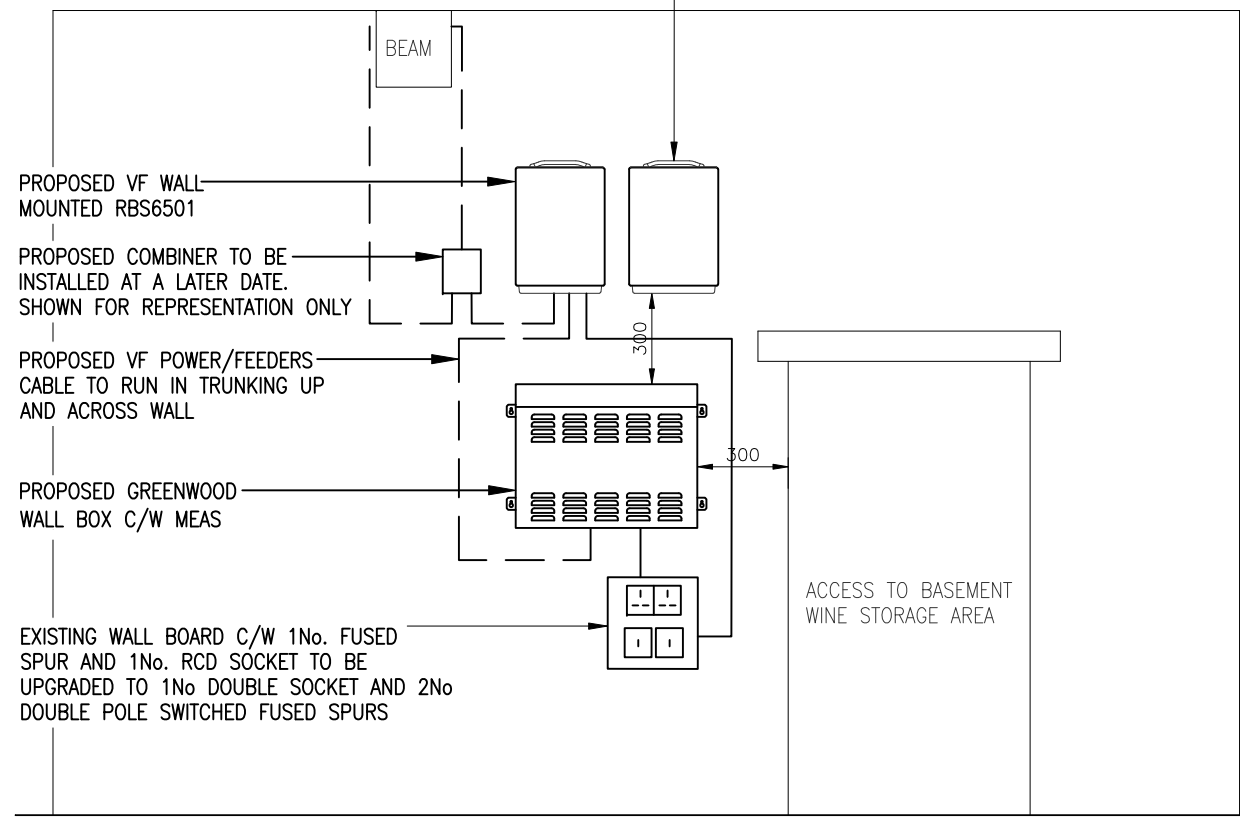 BEAM
PROPOSED VF WALL
MOUNTED RBS6501
PROPOSED COMBINER TO BE
INSTALLED AT A LATER DATE.
SHOWN FOR REPRESENTATION ONLY
300
PROPOSED VF POWER/FEEDERS
CABLE TO RUN IN TRUNKING UP
AND ACROSS WALL
300
PROPOSED GREENWOOD
WALL BOX C/W MEAS
ACCESS TO BASEMENT
WINE STORAGE AREA
EXISTING WALL BOARD C/W 1No. FUSED
SPUR AND 1No. RCD SOCKET TO BE
UPGRADED TO 1No DOUBLE SOCKET AND 2No
DOUBLE POLE SWITCHED FUSED SPURS